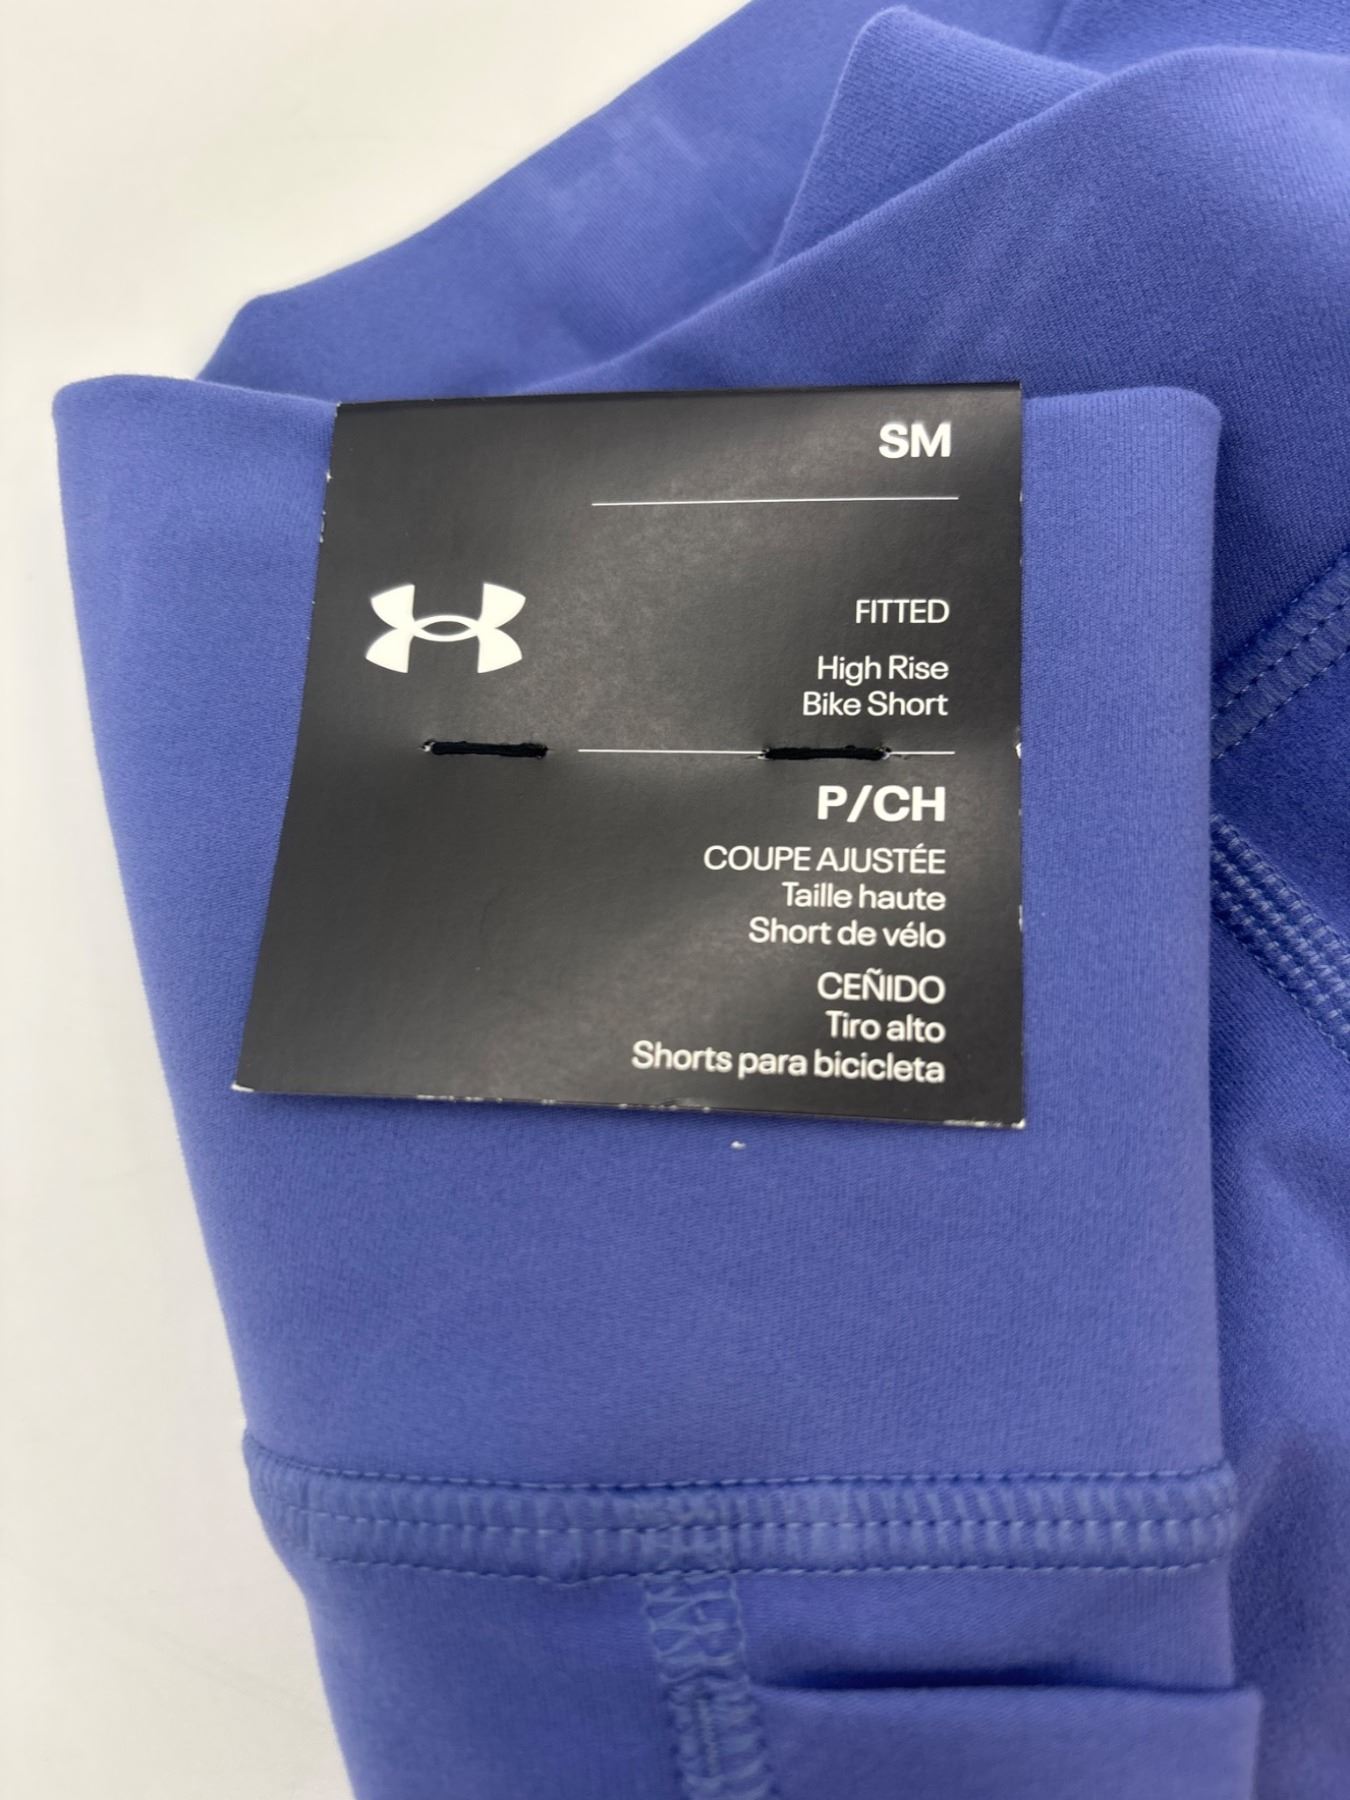 SM
FITTED
High Rise
Bike Short
P/CH
COUPE AJUSTÉE
Taille haute
Short de vélo
CEÑIDO
Tiro alto
Shorts para bicicleta